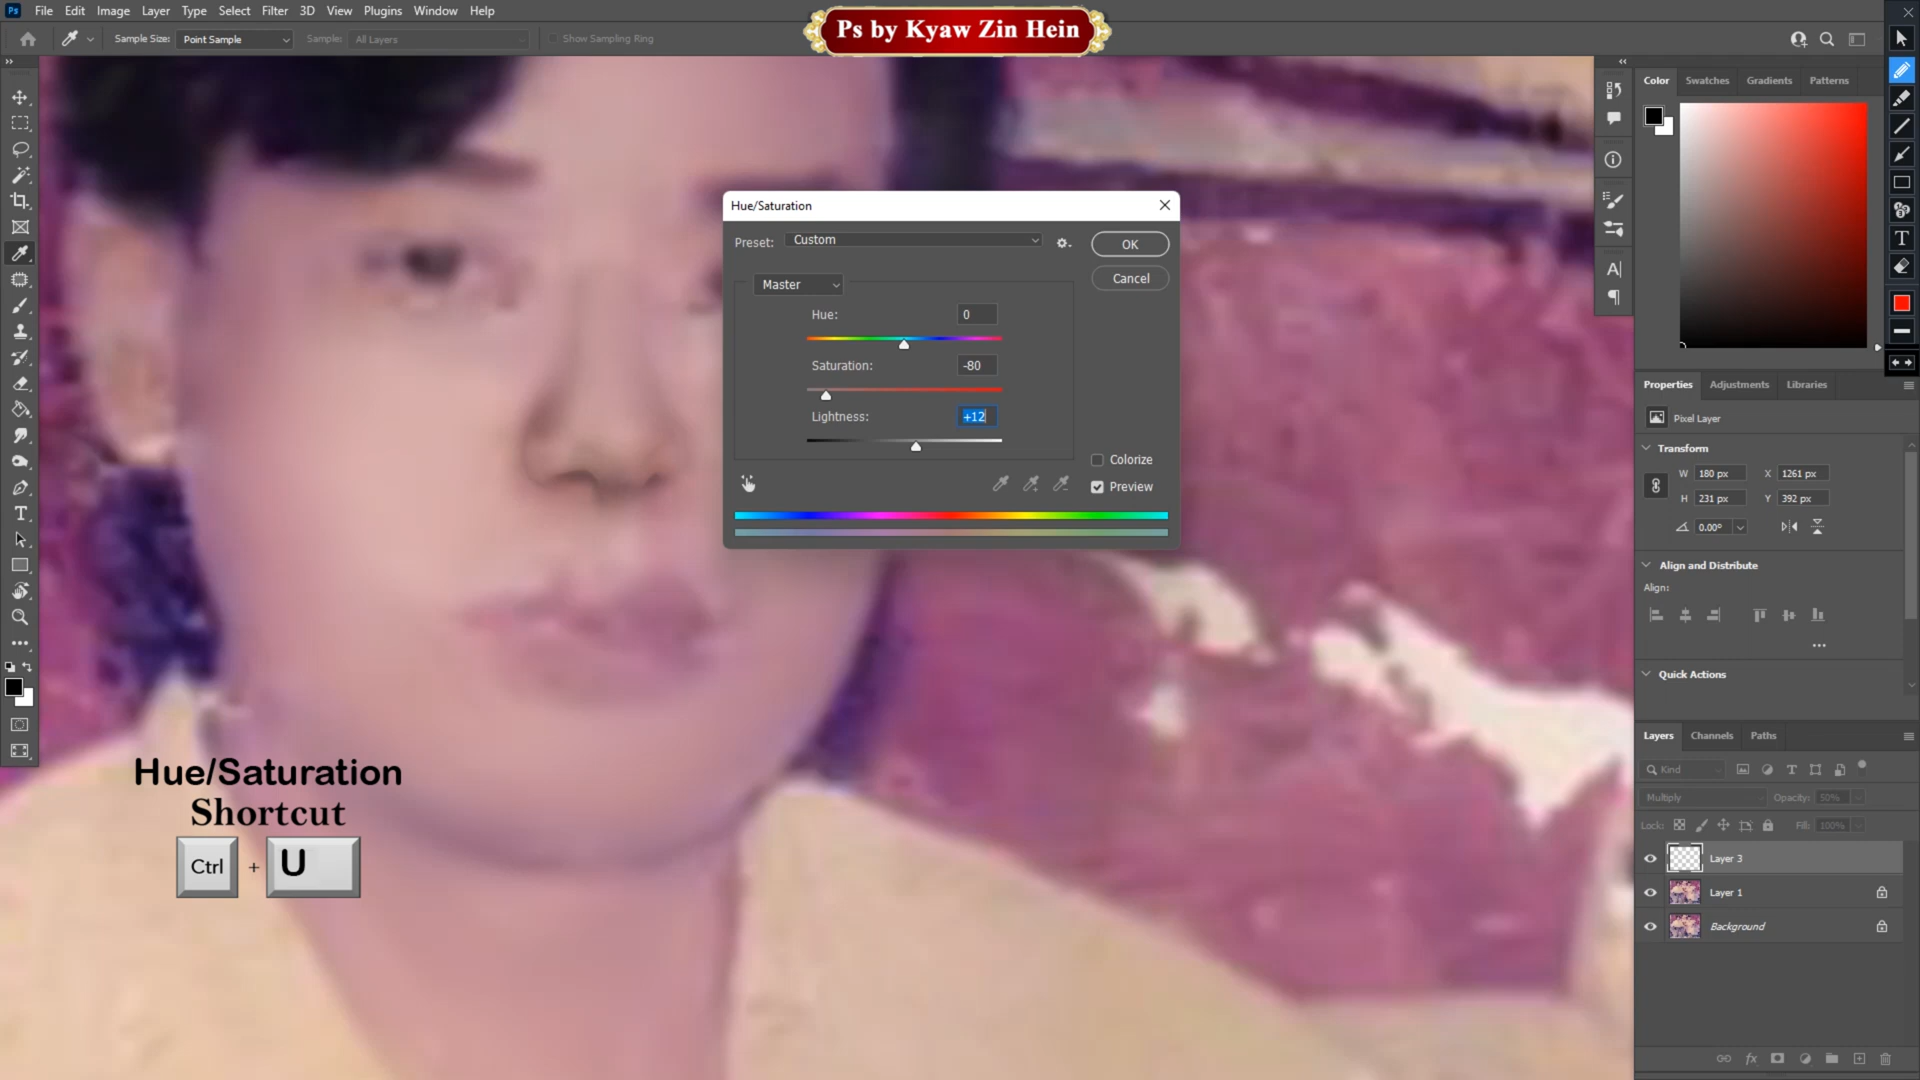 Ps File Edit Image Layer Type Select Filter 3D View Plugins Window Help
Ps by Kyaw Zin Hein
Sample Size: Point Sample Sample: All Layers Show Sampling Ring
Color Swatches Gradients Patterns
Hue/Saturation
Preset: Custom
OK
Cancel
Master
Hue: 0
Saturation: -80
Lightness: +12
Colorize
Preview
Properties Adjustments Libraries
Pixel Layer
Transform
W 180 px X 1261 px
H 231 px Y 392 px
0.00°
Align and Distribute
Align:
Quick Actions
Layers Channels Paths
Kind
Multiply Opacity: 50%
Lock: Fill: 100%
Layer 3
Layer 1
Background
Hue/Saturation
Shortcut
Ctrl + U